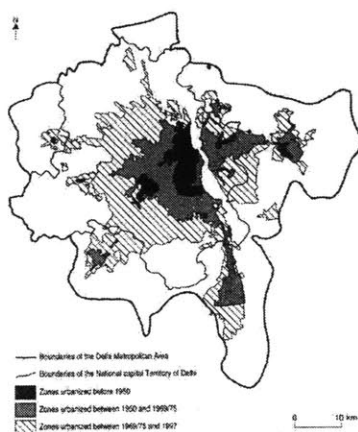 N
Boundaries of the Delhi Metropolitan Area
Boundaries of the National capital Territory of Delhi
Zones urbanized before 1950
Zones urbanized between 1950 and 1969/75
Zones urbanized between 1969/75 and 1997
0 10 km